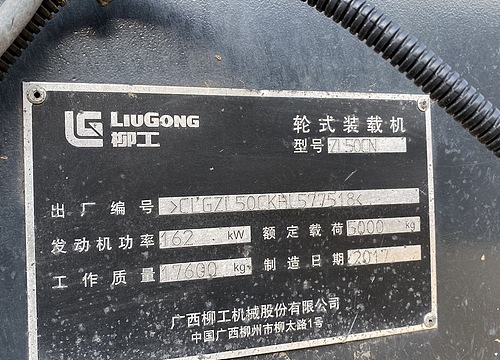 LIUGONG
柳工
轮式装载机
型号 ZL50CN
出厂编号
发动机功率 162 kW 额定载荷 5000 kg
工作质量 17600 kg 制造日期 2017
广西柳工机械股份有限公司
中国广西柳州市柳太路1号